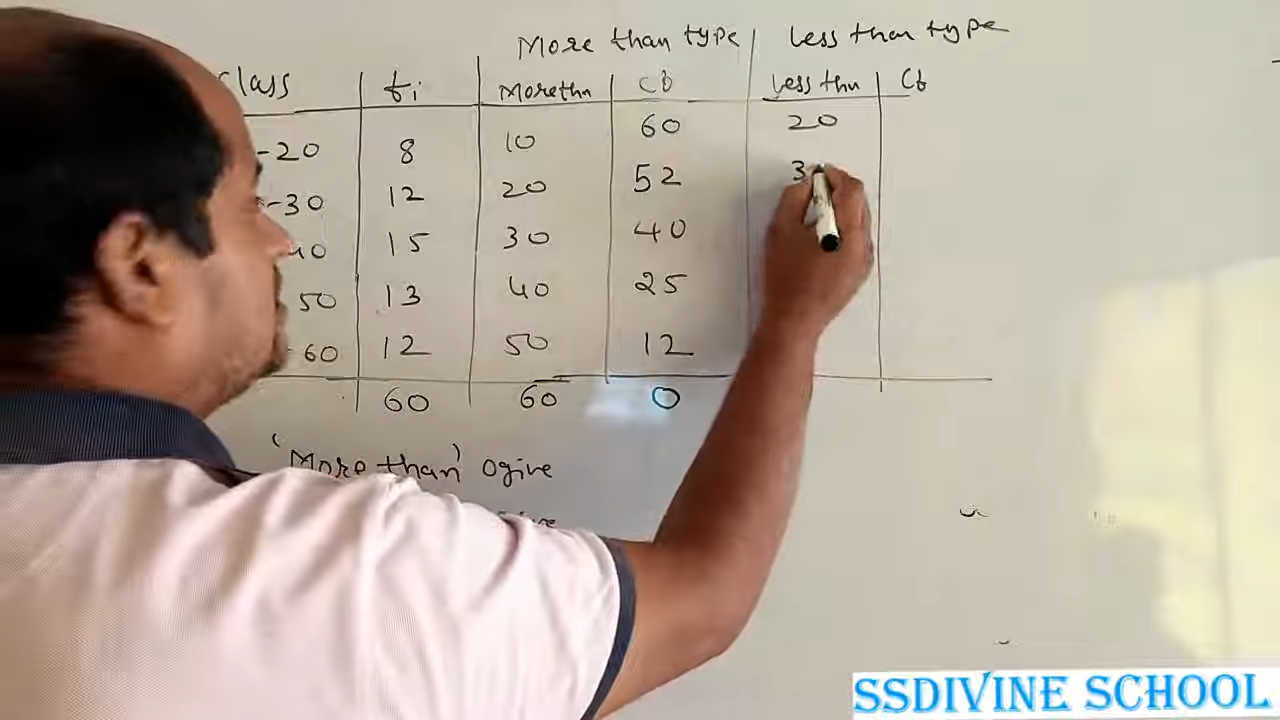 More than type less than type
class fi More thn Cf less thn Cf
-20 8 10 60 20
-30 12 20 52 3
40 15 30 40
50 13 40 25
-60 12 50 12
60 60 0
'More than' Ogive
SSDIVINE SCHOOL